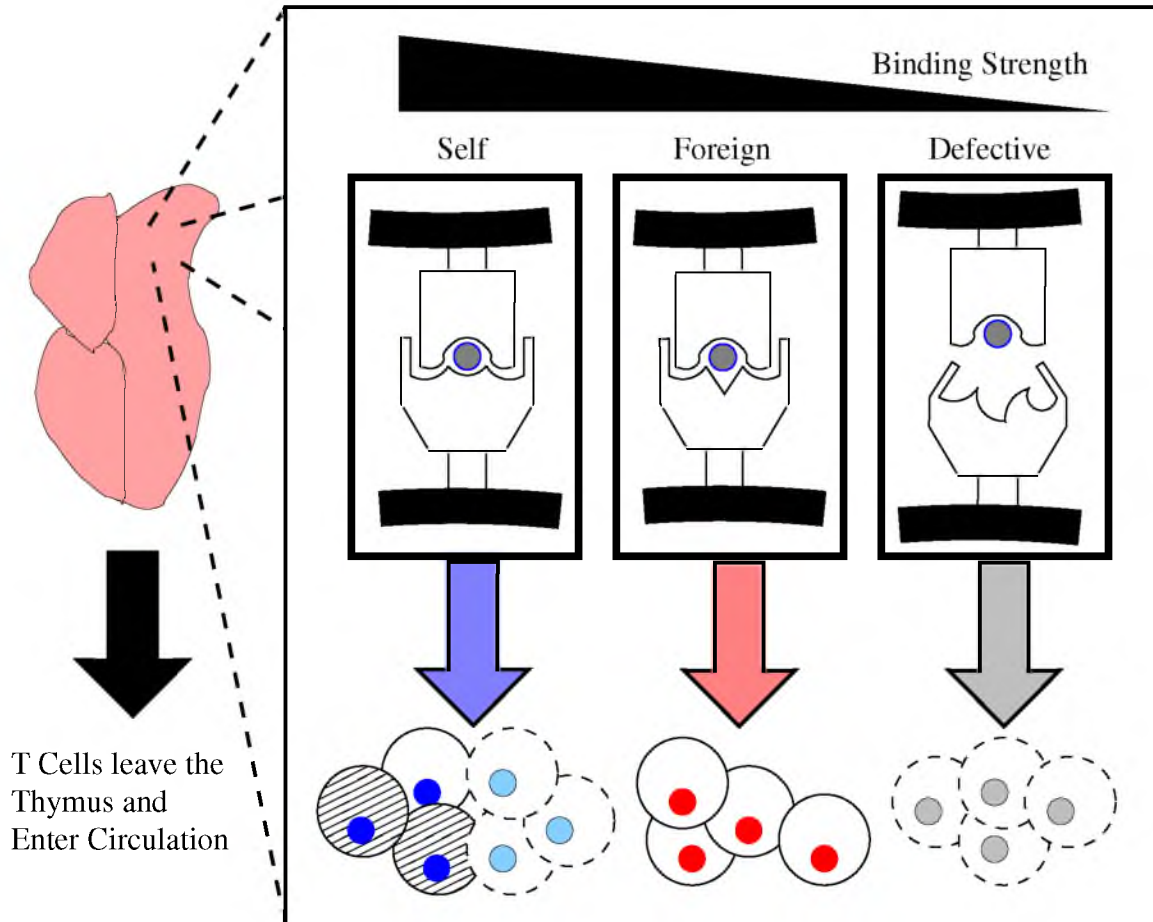 Binding Strength
Self
Foreign
Defective
T Cells leave the
Thymus and
Enter Circulation